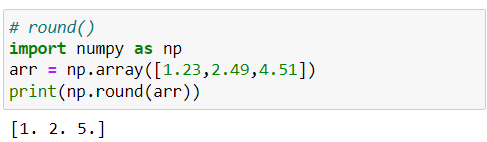 # round()
import numpy as np
arr = np.array([1.23,2.49,4.51])
print(np.round(arr))
[1. 2. 5.]